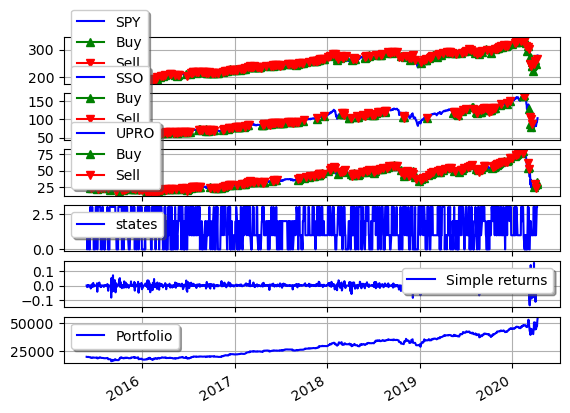 SPY
Buy
Sell
300
200
SSO
Buy
Sell
150
100
50
UPRO
Buy
Sell
75
50
25
states
2.5
0.0
Simple returns
0.1
0.0
−0.1
Portfolio
50000
25000
2016 2017 2018 2019 2020